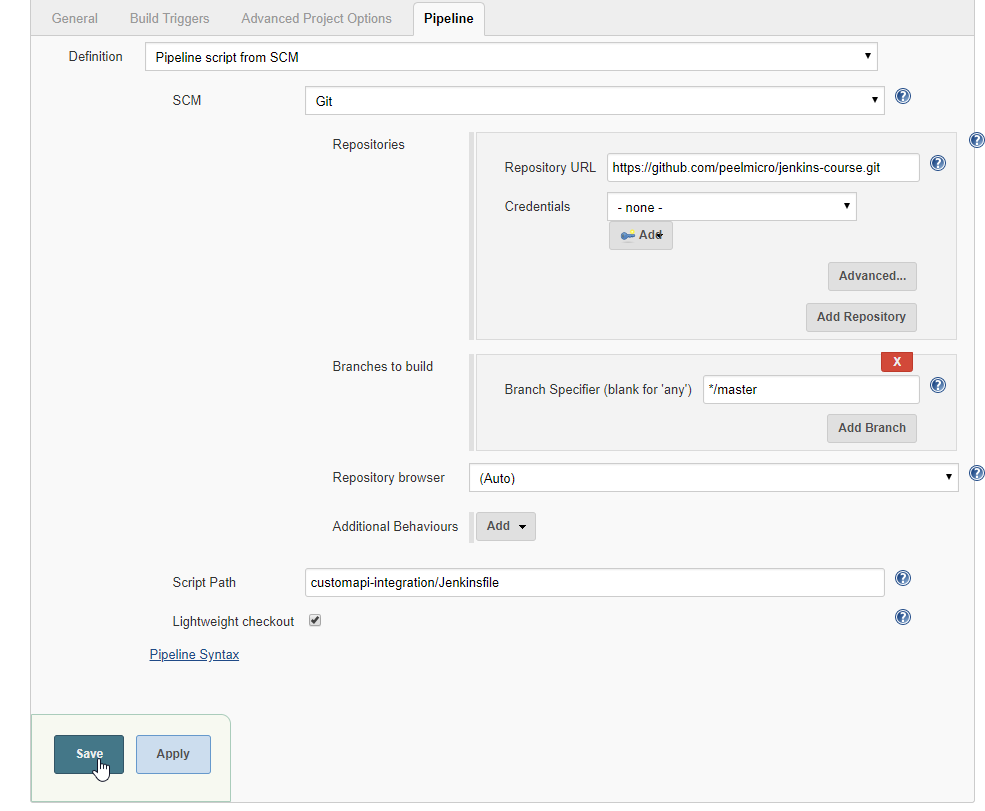 General Build Triggers Advanced Project Options Pipeline
Definition Pipeline script from SCM
SCM Git
Repositories
Repository URL https://github.com/peelmicro/jenkins-course.git
Credentials - none -
Add
Advanced...
Add Repository
Branches to build
X
Branch Specifier (blank for 'any') */master
Add Branch
Repository browser (Auto)
Additional Behaviours Add
Script Path customapi-integration/Jenkinsfile
Lightweight checkout
Pipeline Syntax
Save Apply